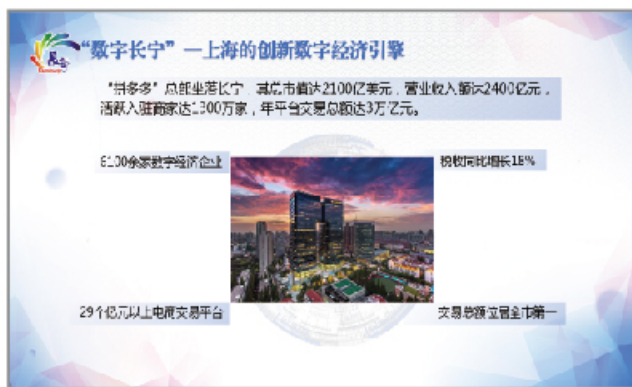 “数字长宁”—上海的创新数字经济引擎
“拼多多”总部坐落长宁，其总市值达2100亿美元，营业收入额达2400亿元，
活跃入驻商家达1300万家，年平台交易总额达3万亿元。
6100余家数字经济企业
税收同比增长18%
29个亿元以上电商交易平台
交易总额位居全市第一